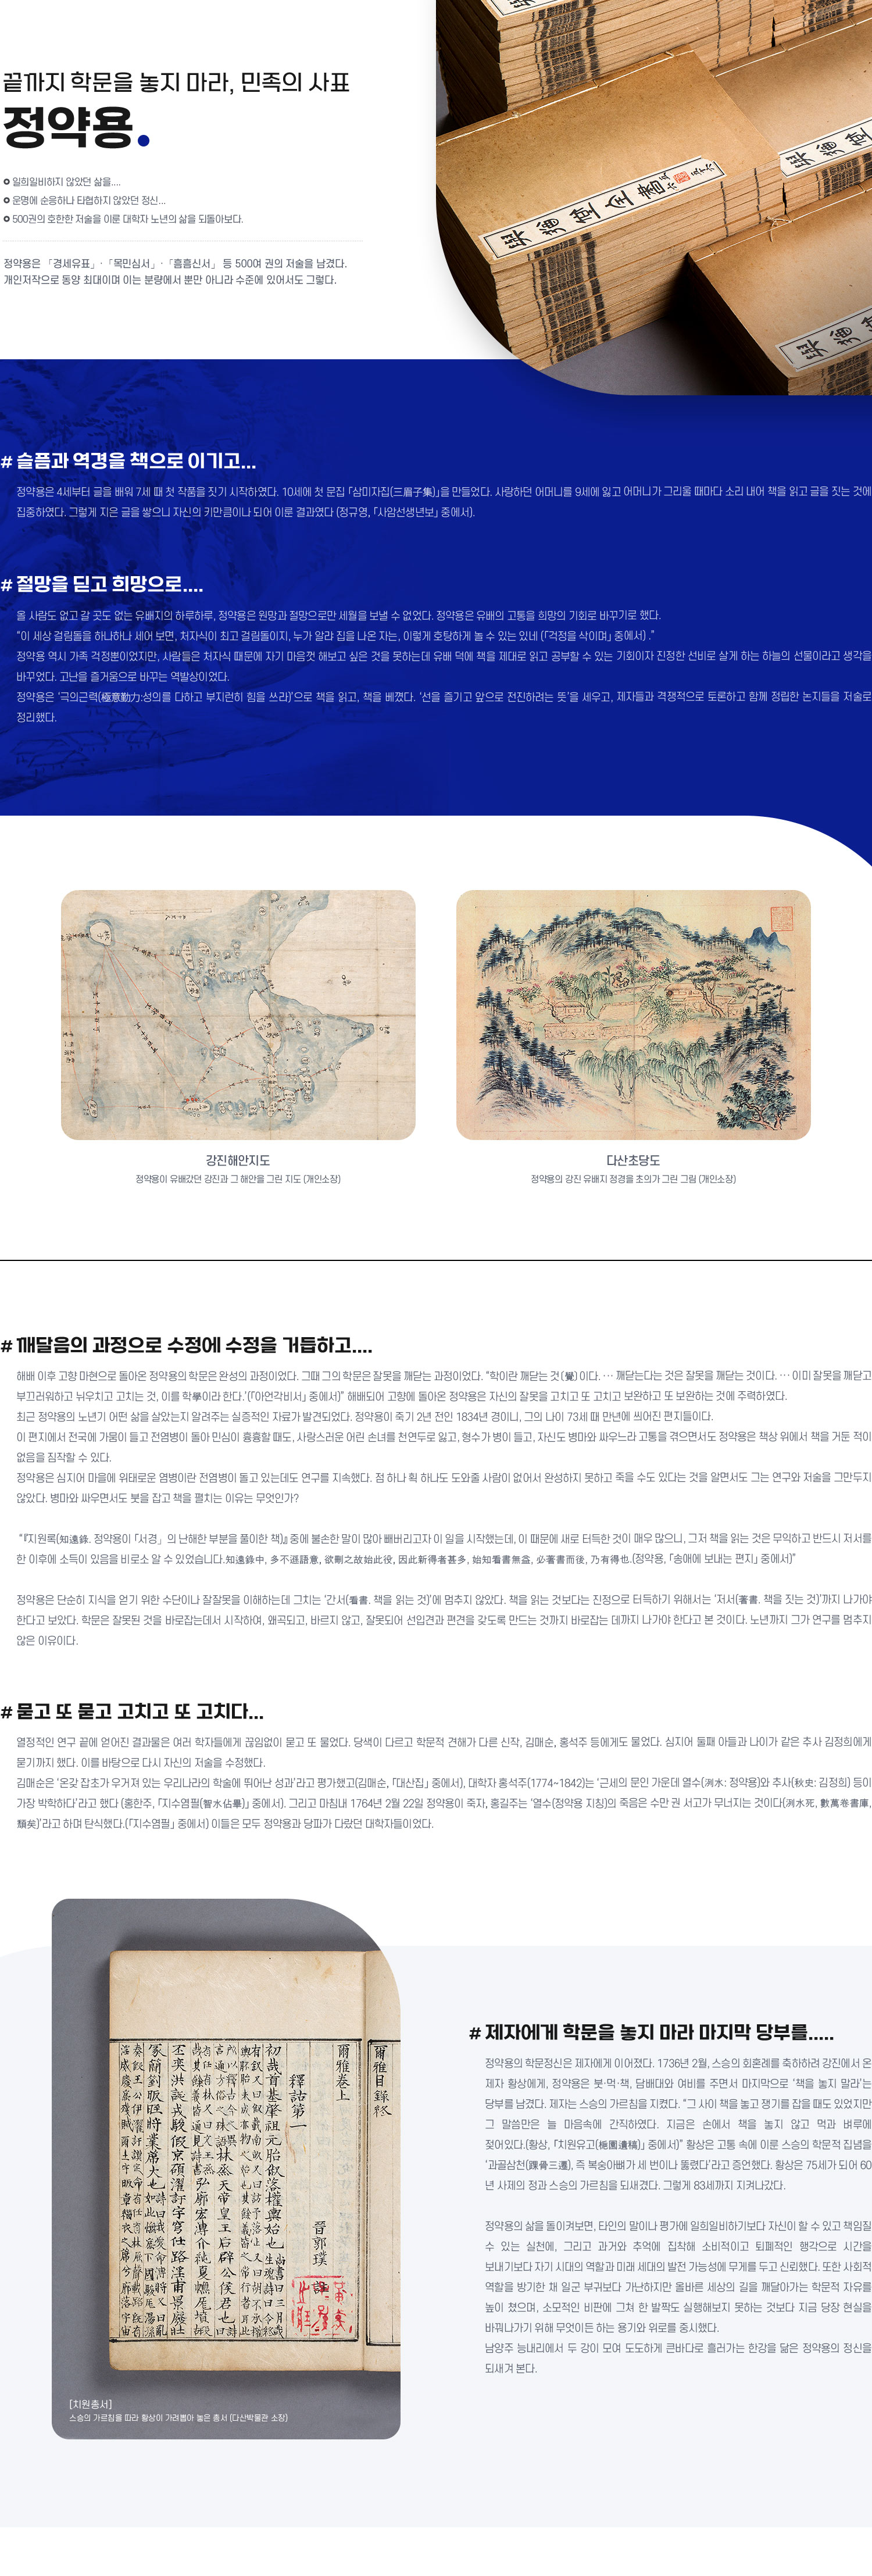 끝까지 학문을 놓지 마라, 민족의 사표
정약용.
일희일비하지 않았던 삶을....
운명에 순응하나 타협하지 않았던 정신...
500권의 호한한 저술을 이룬 대학자 노년의 삶을 되돌아보다.
정약용은 「경세유표」·「목민심서」·「흠흠신서」 등 500여 권의 저술을 남겼다.
개인저작으로 동양 최대이며 이는 분량에서 뿐만 아니라 수준에 있어서도 그렇다.
# 슬픔과 역경을 책으로 이기고...
정약용은 4세부터 글을 배워 7세 때 첫 작품을 짓기 시작하였다. 10세에 첫 문집 「삼미자집(三眉子集)」을 만들었다. 사랑하던 어머니를 9세에 잃고 어머니가 그리울 때마다 소리 내어 책을 읽고 글을 짓는 것에
집중하였다. 그렇게 지은 글을 쌓으니 자신의 키만큼이나 되어 이룬 결과였다 (정규영, 「사암선생년보」 중에서).
# 절망을 딛고 희망으로....
올 사람도 없고 갈 곳도 없는 유배지의 하루하루, 정약용은 원망과 절망으로만 세월을 보낼 수 없었다. 정약용은 유배의 고통을 희망의 기회로 바꾸기로 했다.
“이 세상 걸림돌을 하나하나 세어 보면, 처자식이 최고 걸림돌이지, 누가 알랴 집을 나온 자는, 이렇게 호탕하게 놀 수 있는 있네 (「걱정을 삭이며」 중에서) .”
정약용 역시 가족 걱정뿐이었지만, 사람들은 처자식 때문에 자기 마음껏 해보고 싶은 것을 못하는데 유배 덕에 책을 제대로 읽고 공부할 수 있는 기회이자 진정한 선비로 살게 하는 하늘의 선물이라고 생각을
바꾸었다. 고난을 즐거움으로 바꾸는 역발상이었다.
정약용은 ‘극의근력(極意勤力:성의를 다하고 부지런히 힘을 쓰라)’으로 책을 읽고, 책을 베꼈다. ‘선을 즐기고 앞으로 전진하려는 뜻’을 세우고, 제자들과 격쟁적으로 토론하고 함께 정립한 논지들을 저술로
정리했다.
강진해안지도
정약용이 유배갔던 강진과 그 해안을 그린 지도 (개인소장)
다산초당도
정약용의 강진 유배지 정경을 초의가 그린 그림 (개인소장)
# 깨달음의 과정으로 수정에 수정을 거듭하고....
해배 이후 고향 마현으로 돌아온 정약용의 학문은 완성의 과정이었다. 그때 그의 학문은 잘못을 깨닫는 과정이었다. “학이란 깨닫는 것〔覺〕이다. … 깨닫는다는 것은 잘못을 깨닫는 것이다. … 이미 잘못을 깨닫고
부끄러워하고 뉘우치고 고치는 것, 이를 학學이라 한다.’(「아언각비서」 중에서)” 해배되어 고향에 돌아온 정약용은 자신의 잘못을 고치고 또 고치고 보완하고 또 보완하는 것에 주력하였다.
최근 정약용의 노년기 어떤 삶을 살았는지 알려주는 실증적인 자료가 발견되었다. 정약용이 죽기 2년 전인 1834년 경이니, 그의 나이 73세 때 만년에 씌어진 편지들이다.
이 편지에서 전국에 가뭄이 들고 전염병이 돌아 민심이 흉흉할 때도, 사랑스러운 어린 손녀를 천연두로 잃고, 형수가 병이 들고, 자신도 병마와 싸우느라 고통을 겪으면서도 정약용은 책상 위에서 책을 거둔 적이
없음을 짐작할 수 있다.
정약용은 심지어 마을에 위태로운 염병이란 전염병이 돌고 있는데도 연구를 지속했다. 점 하나 획 하나도 도와줄 사람이 없어서 완성하지 못하고 죽을 수도 있다는 것을 알면서도 그는 연구와 저술을 그만두지
않았다. 병마와 싸우면서도 붓을 잡고 책을 펼치는 이유는 무엇인가?
“『지원록(知遠錄. 정약용이 「서경」의 난해한 부분을 풀이한 책)』 중에 불손한 말이 많아 빼버리고자 이 일을 시작했는데, 이 때문에 새로 터득한 것이 매우 많으니, 그저 책을 읽는 것은 무익하고 반드시 저서를
한 이후에 소득이 있음을 비로소 알 수 있었습니다.知遠錄中, 多不遜語意, 欲刪之故始此役, 因此新得者甚多, 始知看書無益, 必著書而後, 乃有得也.(정약용, 「송애에 보내는 편지」 중에서)”
정약용은 단순히 지식을 얻기 위한 수단이나 잘잘못을 이해하는데 그치는 ‘간서(看書. 책을 읽는 것)’에 멈추지 않았다. 책을 읽는 것보다는 진정으로 터득하기 위해서는 ‘저서(著書. 책을 짓는 것)’까지 나가야
한다고 보았다. 학문은 잘못된 것을 바로잡는데서 시작하여, 왜곡되고, 바르지 않고, 잘못되어 선입견과 편견을 갖도록 만드는 것까지 바로잡는 데까지 나가야 한다고 본 것이다. 노년까지 그가 연구를 멈추지
않은 이유이다.
# 묻고 또 묻고 고치고 또 고치다...
열정적인 연구 끝에 얻어진 결과물은 여러 학자들에게 끊임없이 묻고 또 물었다. 당색이 다르고 학문적 견해가 다른 신작, 김매순, 홍석주 등에게도 물었다. 심지어 둘째 아들과 나이가 같은 추사 김정희에게
묻기까지 했다. 이를 바탕으로 다시 자신의 저술을 수정했다.
김매순은 ‘온갖 잡초가 우거져 있는 우리나라의 학술에 뛰어난 성과’라고 평가했고(김매순, 「대산집」 중에서), 대학자 홍석주(1774~1842)는 ‘근세의 문인 가운데 열수(洌水: 정약용)와 추사(秋史: 김정희) 등이
가장 박학하다’라고 했다 (홍한주, 「지수염필(智水佔畢)」 중에서). 그리고 마침내 1764년 2월 22일 정약용이 죽자, 홍길주는 ‘열수(정약용 지칭)의 죽음은 수만 권 서고가 무너지는 것이다(洌水死, 數萬卷書庫,
頹矣)’라고 하며 탄식했다.(「지수염필」 중에서) 이들은 모두 정약용과 당파가 다랐던 대학자들이었다.
[치원총서]
스승의 가르침을 따라 황상이 가려뽑아 놓은 총서 (다산박물관 소장)
# 제자에게 학문을 놓지 마라 마지막 당부를.....
정약용의 학문정신은 제자에게 이어졌다. 1736년 2월, 스승의 회혼례를 축하하려 강진에서 온
제자 황상에게, 정약용은 붓·먹·책, 담배대와 여비를 주면서 마지막으로 ‘책을 놓지 말라’는
당부를 남겼다. 제자는 스승의 가르침을 지켰다. “그 사이 책을 놓고 쟁기를 잡을 때도 있었지만
그 말씀만은 늘 마음속에 간직하였다. 지금은 손에서 책을 놓지 않고 먹과 벼루에
젖어있다.(황상, 「치원유고(梔園遺稿)」 중에서)” 황상은 고통 속에 이룬 스승의 학문적 집념을
‘과골삼천(踝骨三遷), 즉 복숭아뼈가 세 번이나 뚫렸다’라고 증언했다. 황상은 75세가 되어 60
년 사제의 정과 스승의 가르침을 되새겼다. 그렇게 83세까지 지켜나갔다.
정약용의 삶을 돌이켜보면, 타인의 말이나 평가에 일희일비하기보다 자신이 할 수 있고 책임질
수 있는 실천에, 그리고 과거와 추억에 집착해 소비적이고 퇴폐적인 행각으로 시간을
보내기보다 자기 시대의 역할과 미래 세대의 발전 가능성에 무게를 두고 신뢰했다. 또한 사회적
역할을 방기한 채 일군 부귀보다 가난하지만 올바른 세상의 길을 깨달아가는 학문적 자유를
높이 쳤으며, 소모적인 비판에 그쳐 한 발짝도 실행해보지 못하는 것보다 지금 당장 현실을
바꿔나가기 위해 무엇이든 하는 용기와 위로를 중시했다.
남양주 능내리에서 두 강이 모여 도도하게 큰바다로 흘러가는 한강을 닮은 정약용의 정신을
되새겨 본다.